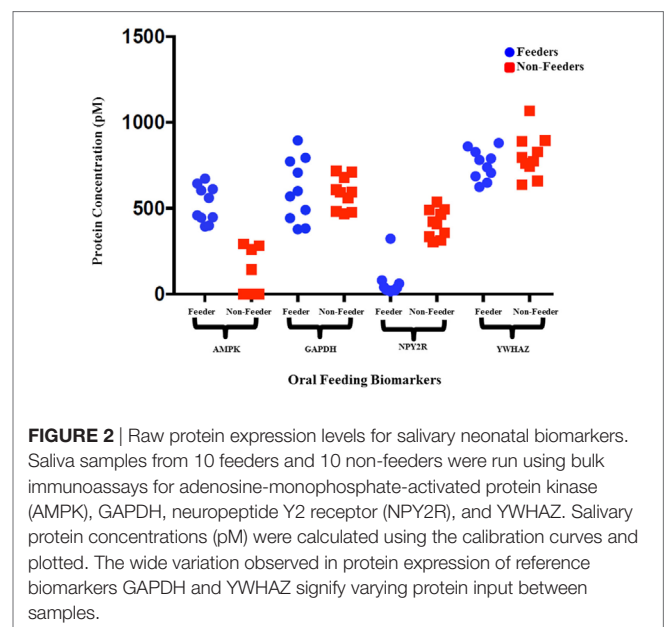 1500
1000
500
0
Protein Concentration (pM)
Feeders
Non-Feeders
Feeder Non-Feeder Feeder Non-Feeder Feeder Non-Feeder Feeder Non-Feeder
AMPK GAPDH NPY2R YWHAZ
Oral Feeding Biomarkers
FIGURE 2 | Raw protein expression levels for salivary neonatal biomarkers.
Saliva samples from 10 feeders and 10 non-feeders were run using bulk
immunoassays for adenosine-monophosphate-activated protein kinase
(AMPK), GAPDH, neuropeptide Y2 receptor (NPY2R), and YWHAZ. Salivary
protein concentrations (pM) were calculated using the calibration curves and
plotted. The wide variation observed in protein expression of reference
biomarkers GAPDH and YWHAZ signify varying protein input between
samples.